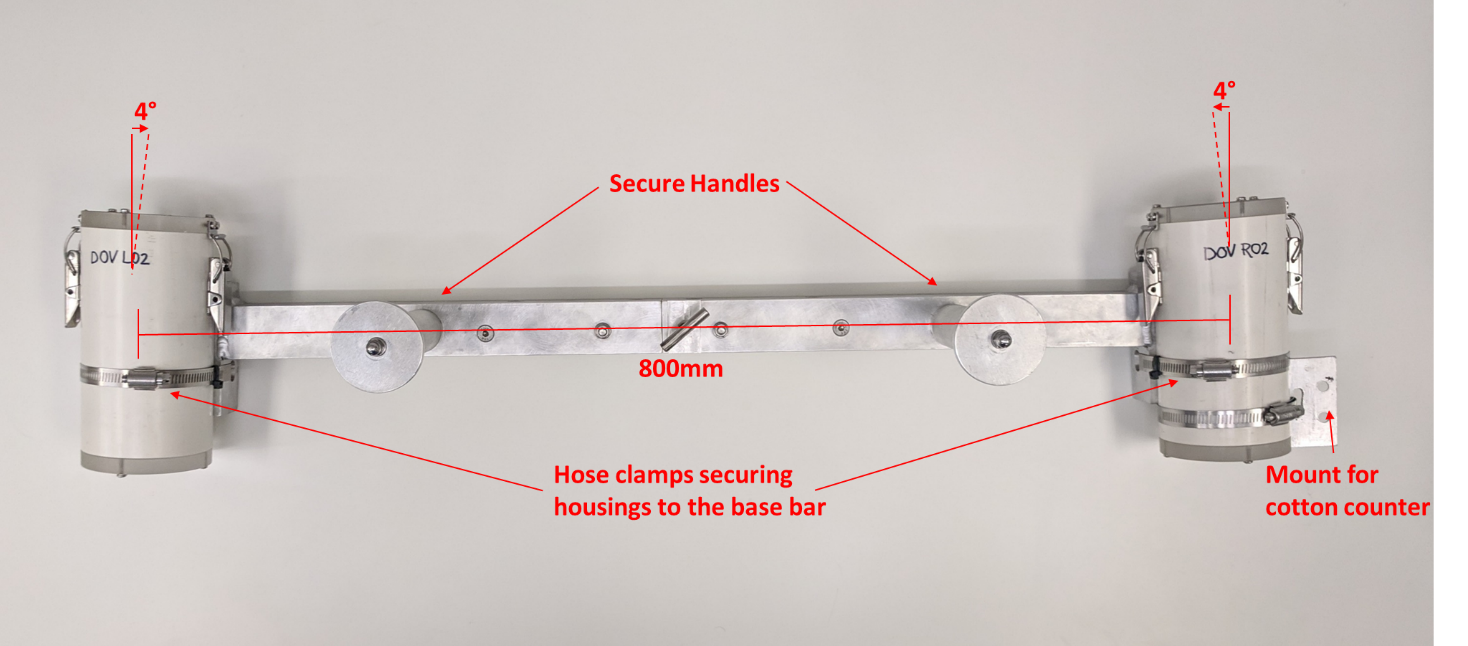 4°
4°
Secure Handles
DOV L02
DOV R02
800mm
Hose clamps securing
housings to the base bar
Mount for
cotton counter